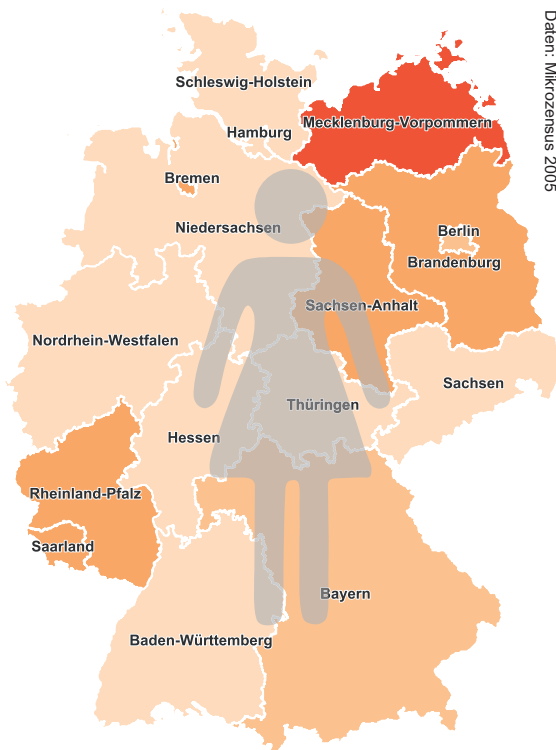 Daten: Mikrozensus 2005
Schleswig-Holstein
Mecklenburg-Vorpommern
Hamburg
Bremen
Niedersachsen
Berlin
Brandenburg
Sachsen-Anhalt
Nordrhein-Westfalen
Sachsen
Thüringen
Hessen
Rheinland-Pfalz
Saarland
Bayern
Baden-Württemberg